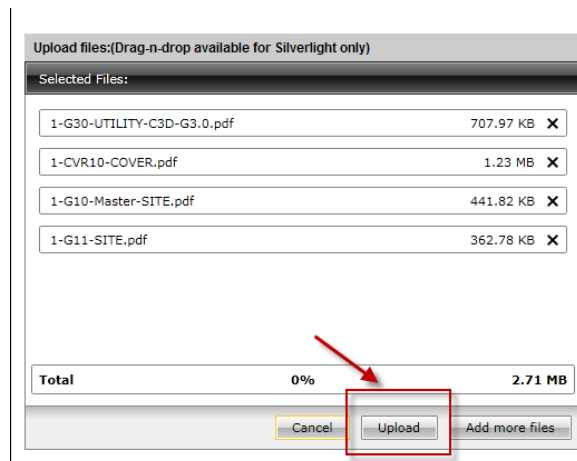 Upload files:(Drag-n-drop available for Silverlight only)
Selected Files:
1-G30-UTILITY-C3D-G3.0.pdf 707.97 KB X
1-CVR10-COVER.pdf 1.23 MB X
1-G10-Master-SITE.pdf 441.82 KB X
1-G11-SITE.pdf 362.78 KB X
Total 0% 2.71 MB
Cancel Upload Add more files